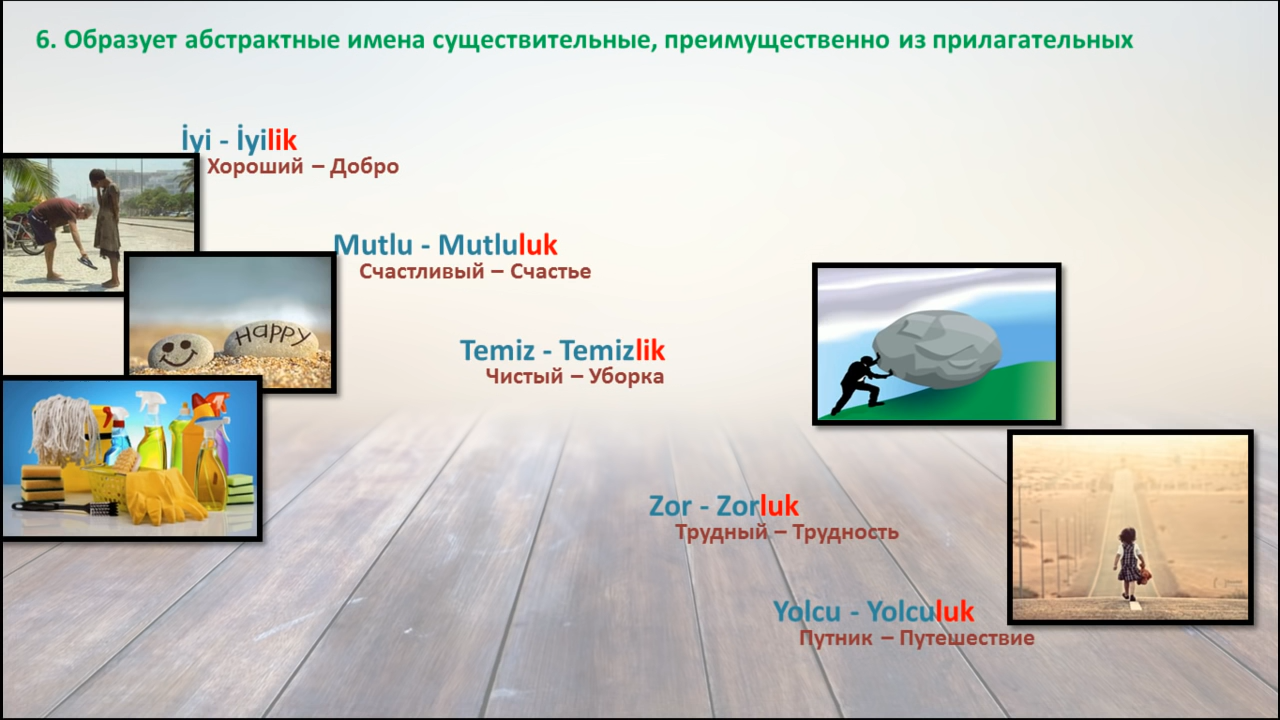 6. Образует абстрактные имена существительные, преимущественно из прилагательных
İyi - İyilik
Хороший – Добро
Mutlu - Mutluluk
Счастливый – Счастье
HAPPY
Temiz - Temizlik
Чистый – Уборка
Zor - Zorluk
Трудный – Трудность
Yolcu - Yolculuk
Путник – Путешествие